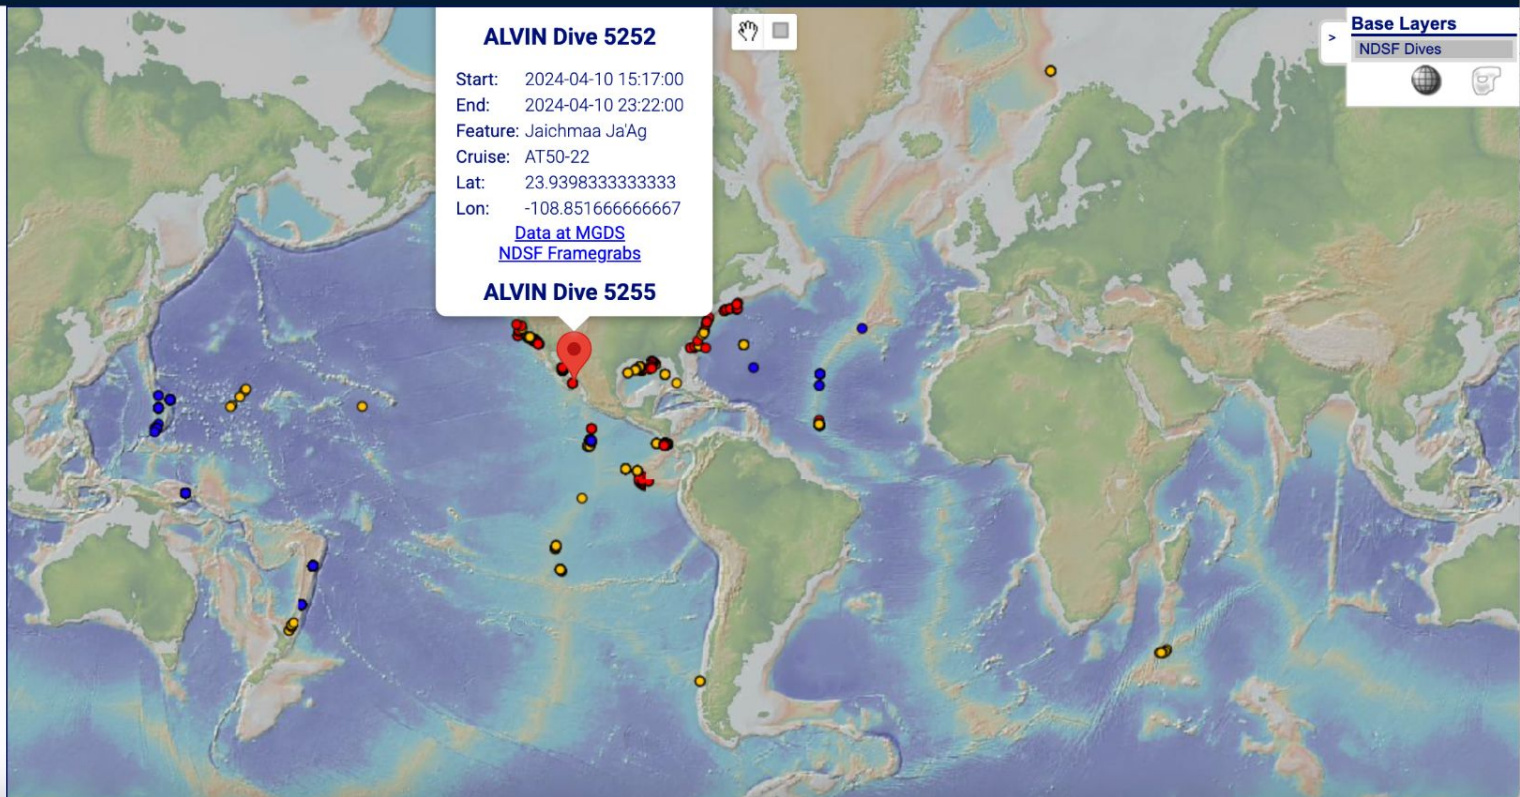 ALVIN Dive 5252
Start: 2024-04-10 15:17:00
End: 2024-04-10 23:22:00
Feature: Jaichmaa Ja'Ag
Cruise: AT50-22
Lat: 23.9398333333333
Lon: -108.851666666667
Data at MGDS
NDSF Framegrabs
ALVIN Dive 5255
>
Base Layers
NDSF Dives